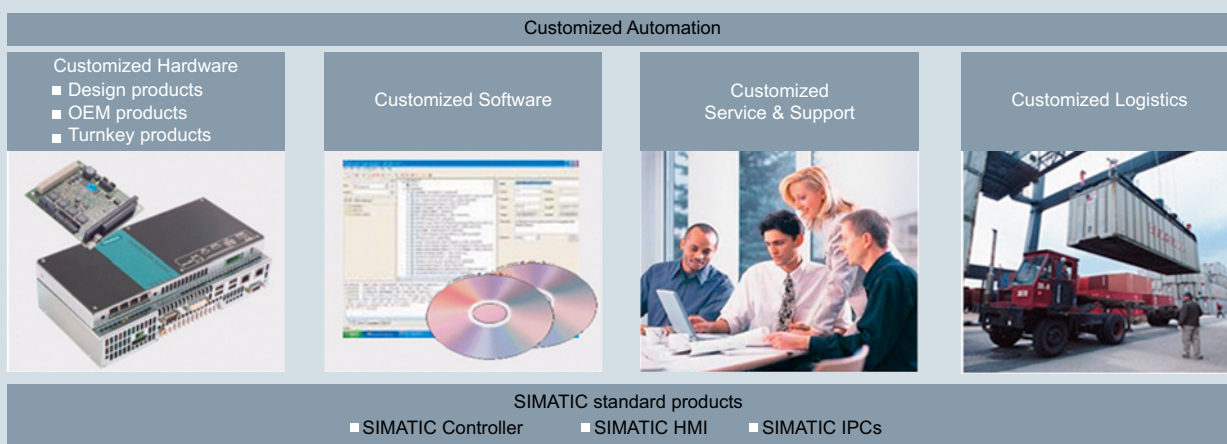 Customized Automation
Customized Hardware
Design products
OEM products
Turnkey products
Customized Software
Customized
Service & Support
Customized Logistics
SIMATIC standard products
SIMATIC Controller SIMATIC HMI SIMATIC IPCs